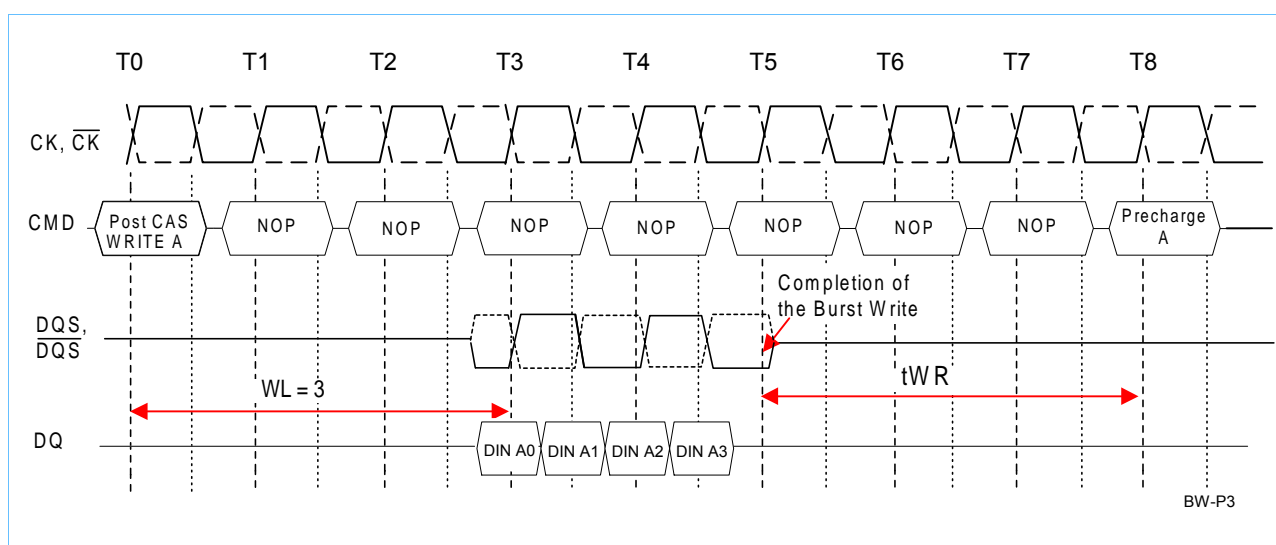 T0 T1 T2 T3 T4 T5 T6 T7 T8
CK, CK
CMD
Post CAS
WRITE A
NOP NOP NOP NOP NOP NOP NOP
Precharge
A
Completion of
the Burst Write
DQS,
DQS
WL = 3
tWR
DQ
DIN A0 DIN A1 DIN A2 DIN A3
BW-P3